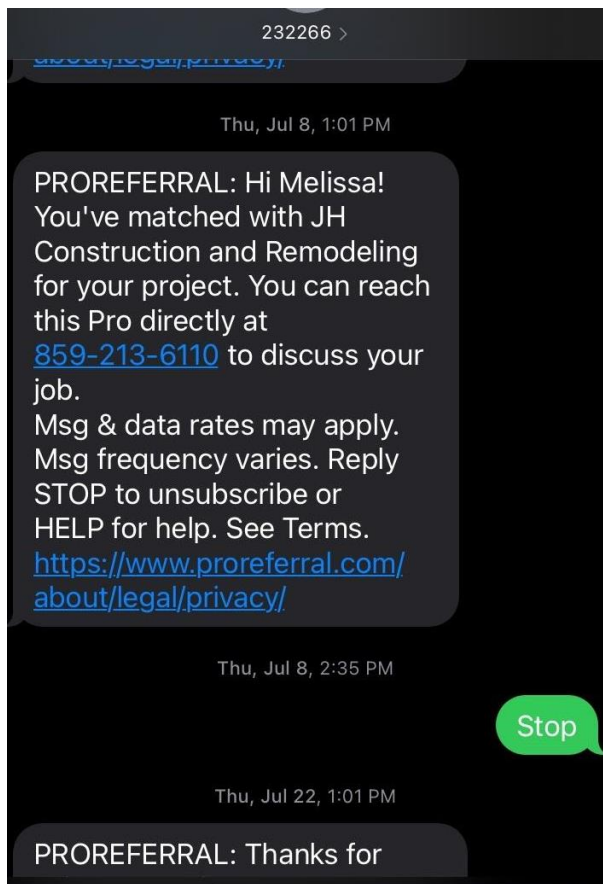 232266 >
about/legal/privacy/
Thu, Jul 8, 1:01 PM
PROREFERRAL: Hi Melissa!
You've matched with JH
Construction and Remodeling
for your project. You can reach
this Pro directly at
859-213-6110 to discuss your
job.
Msg & data rates may apply.
Msg frequency varies. Reply
STOP to unsubscribe or
HELP for help. See Terms.
https://www.proreferral.com/
about/legal/privacy/
Thu, Jul 8, 2:35 PM
Stop
Thu, Jul 22, 1:01 PM
PROREFERRAL: Thanks for